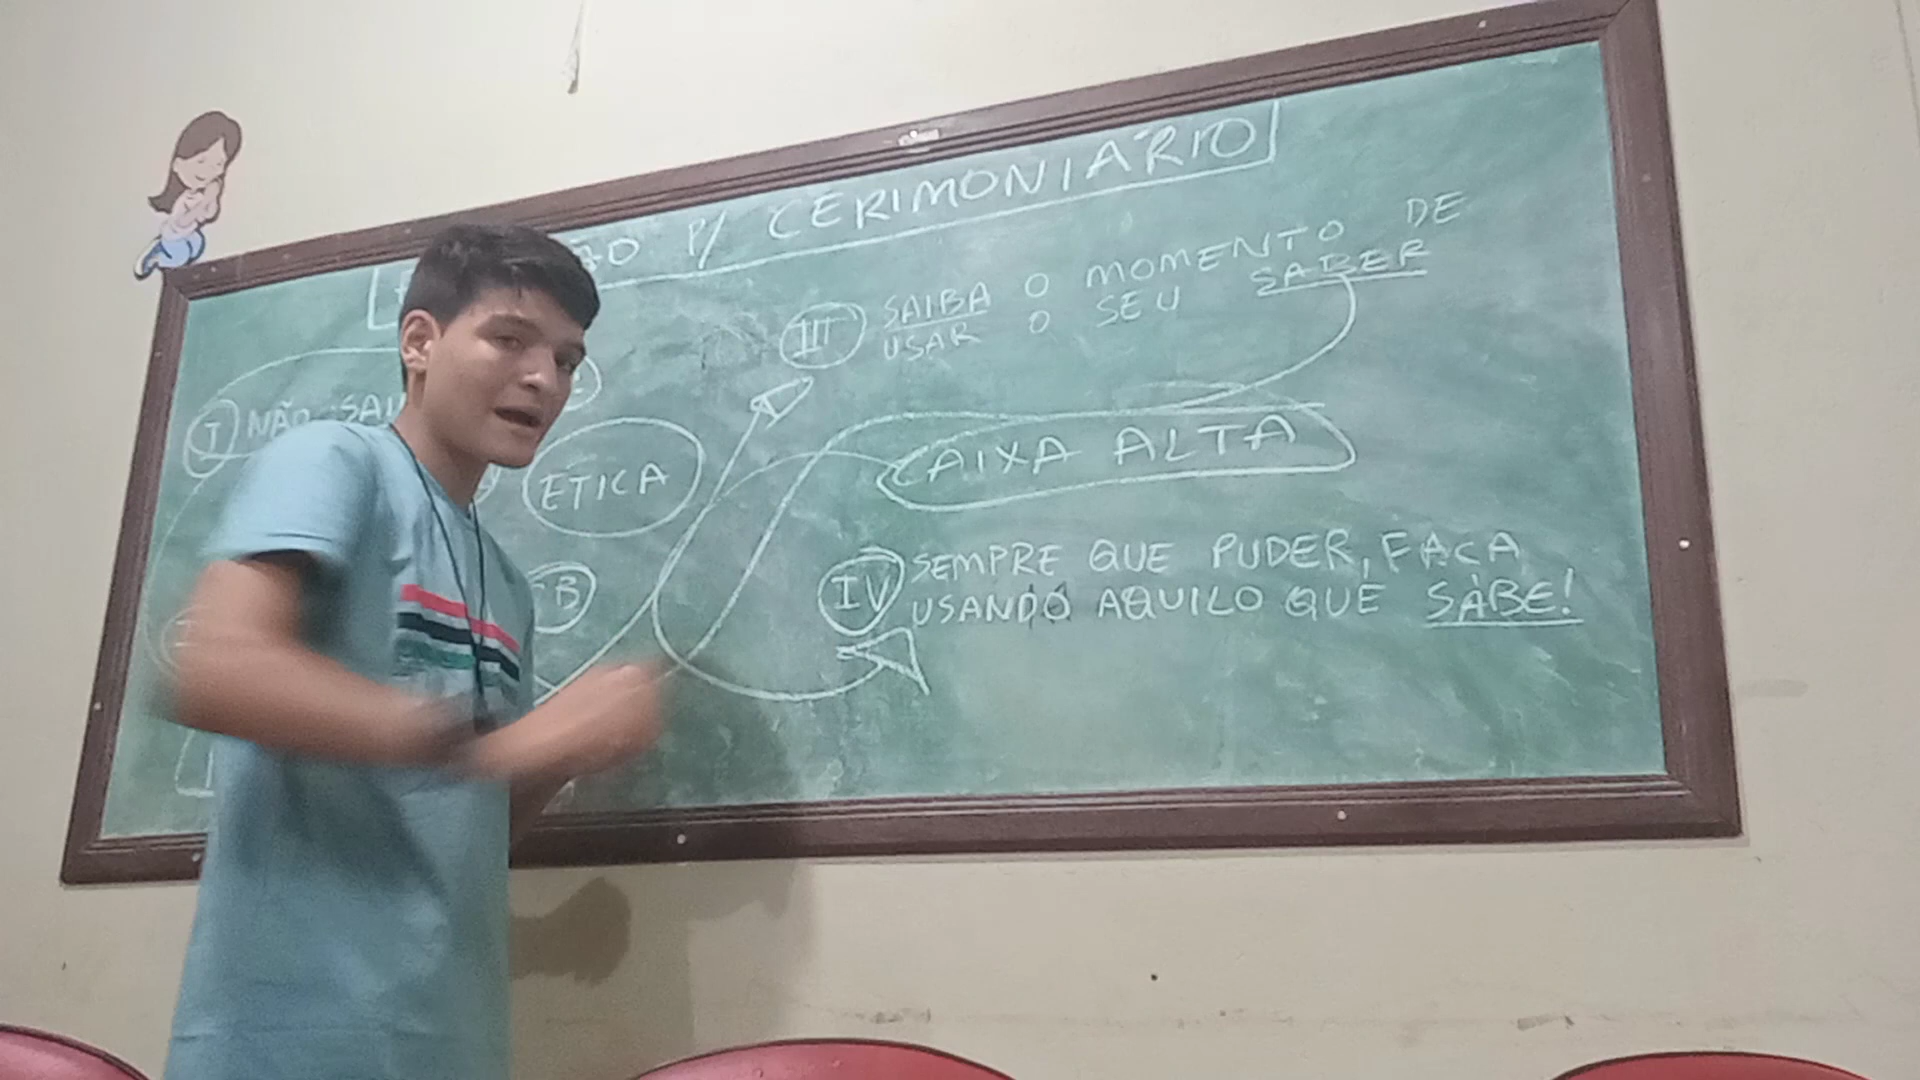 P/ CERIMONIÁRIO
I NÃO
ETICA
III SAIBA O MOMENTO DE
USAR O SEU SABER
CAIXA ALTA
IV SEMPRE QUE PUDER, FAÇA
USANDO AQUILO QUE SABE!